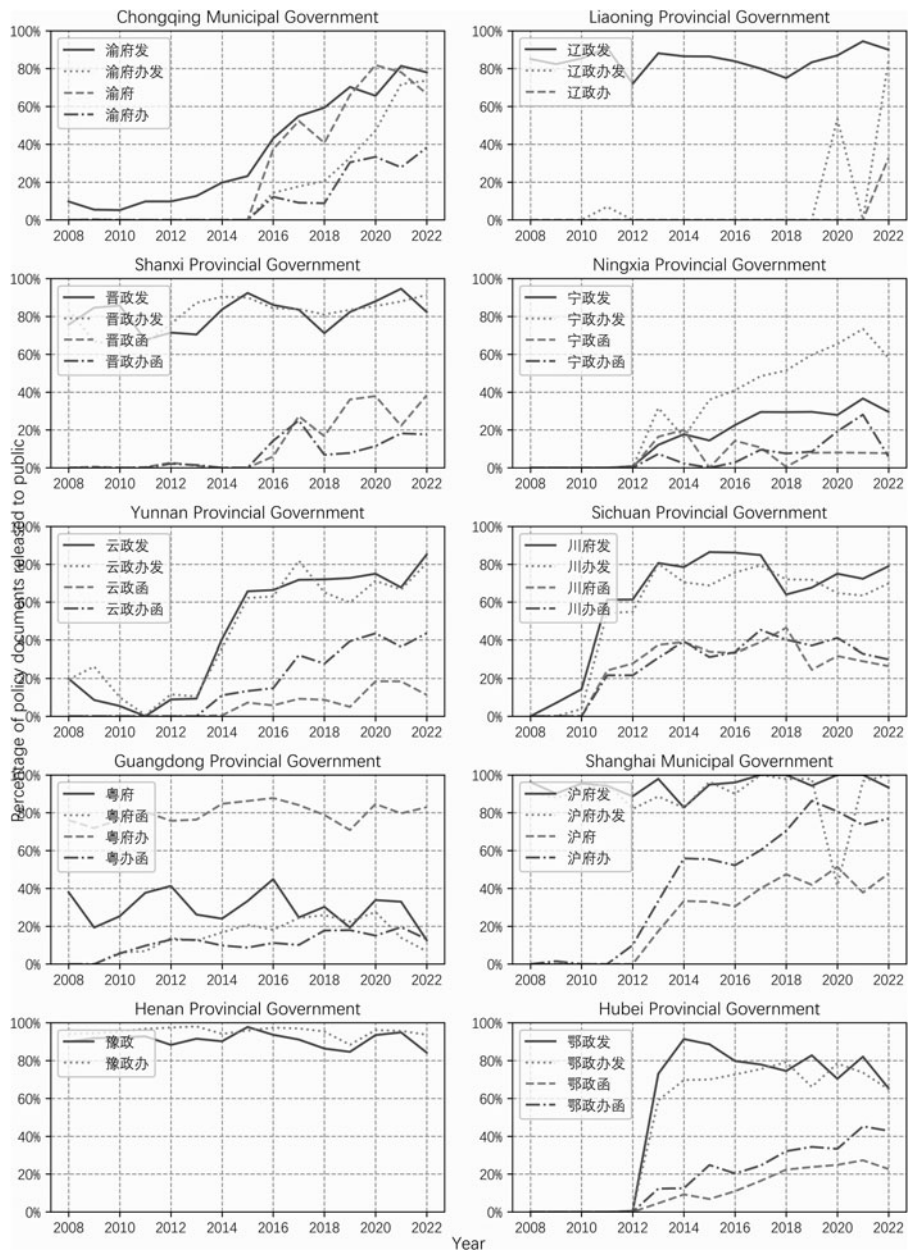 Chongqing Municipal Government
100%
80%
60%
40%
20%
0%
渝府发
渝府办发
渝府
渝府办
2008 2010 2012 2014 2016 2018 2020 2022
Liaoning Provincial Government
100%
80%
60%
40%
20%
0%
辽政发
辽政办发
辽政办
2008 2010 2012 2014 2016 2018 2020 2022
Shanxi Provincial Government
100%
80%
60%
40%
20%
0%
晋政发
晋政办发
晋政函
晋政办函
2008 2010 2012 2014 2016 2018 2020 2022
Ningxia Provincial Government
100%
80%
60%
40%
20%
0%
宁政发
宁政办发
宁政函
宁政办函
2008 2010 2012 2014 2016 2018 2020 2022
Percentage of policy documents released to public
Yunnan Provincial Government
100%
80%
60%
40%
20%
0%
云政发
云政办发
云政函
云政办函
2008 2010 2012 2014 2016 2018 2020 2022
Sichuan Provincial Government
100%
80%
60%
40%
20%
0%
川府发
川办发
川府函
川办函
2008 2010 2012 2014 2016 2018 2020 2022
Guangdong Provincial Government
100%
80%
60%
40%
20%
0%
粤府
粤府函
粤府办
粤办函
2008 2010 2012 2014 2016 2018 2020 2022
Shanghai Municipal Government
100%
80%
60%
40%
20%
0%
沪府发
沪府办发
沪府
沪府办
2008 2010 2012 2014 2016 2018 2020 2022
Henan Provincial Government
100%
80%
60%
40%
20%
0%
豫政
豫政办
2008 2010 2012 2014 2016 2018 2020 2022
Hubei Provincial Government
100%
80%
60%
40%
20%
0%
鄂政发
鄂政办发
鄂政函
鄂政办函
2008 2010 2012 2014 2016 2018 2020 2022
Year